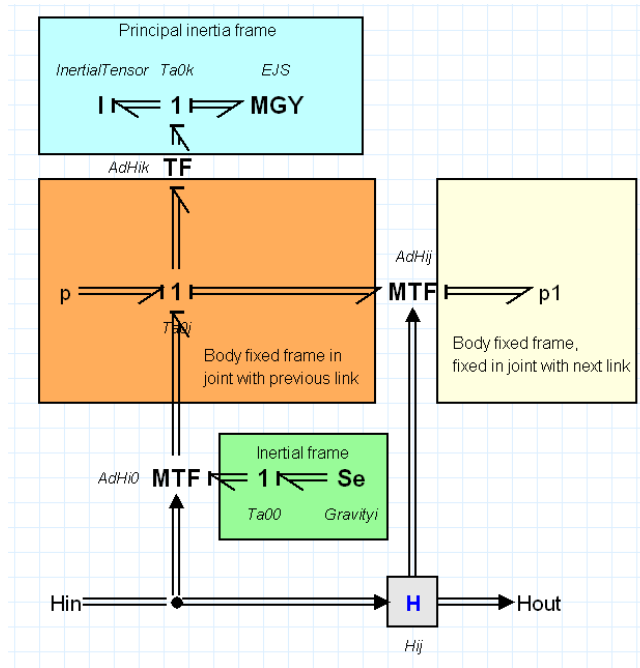 Principal inertia frame
InertialTensor Ta0k EJS
I 1 MGY
AdHik TF
AdHij
p 1 MTF p1
Ta0j
Body fixed frame in
joint with previous link
Body fixed frame,
fixed in joint with next link
Inertial frame
AdHi0 MTF 1 Se
Ta00 Gravityi
Hin H Hout
Hij